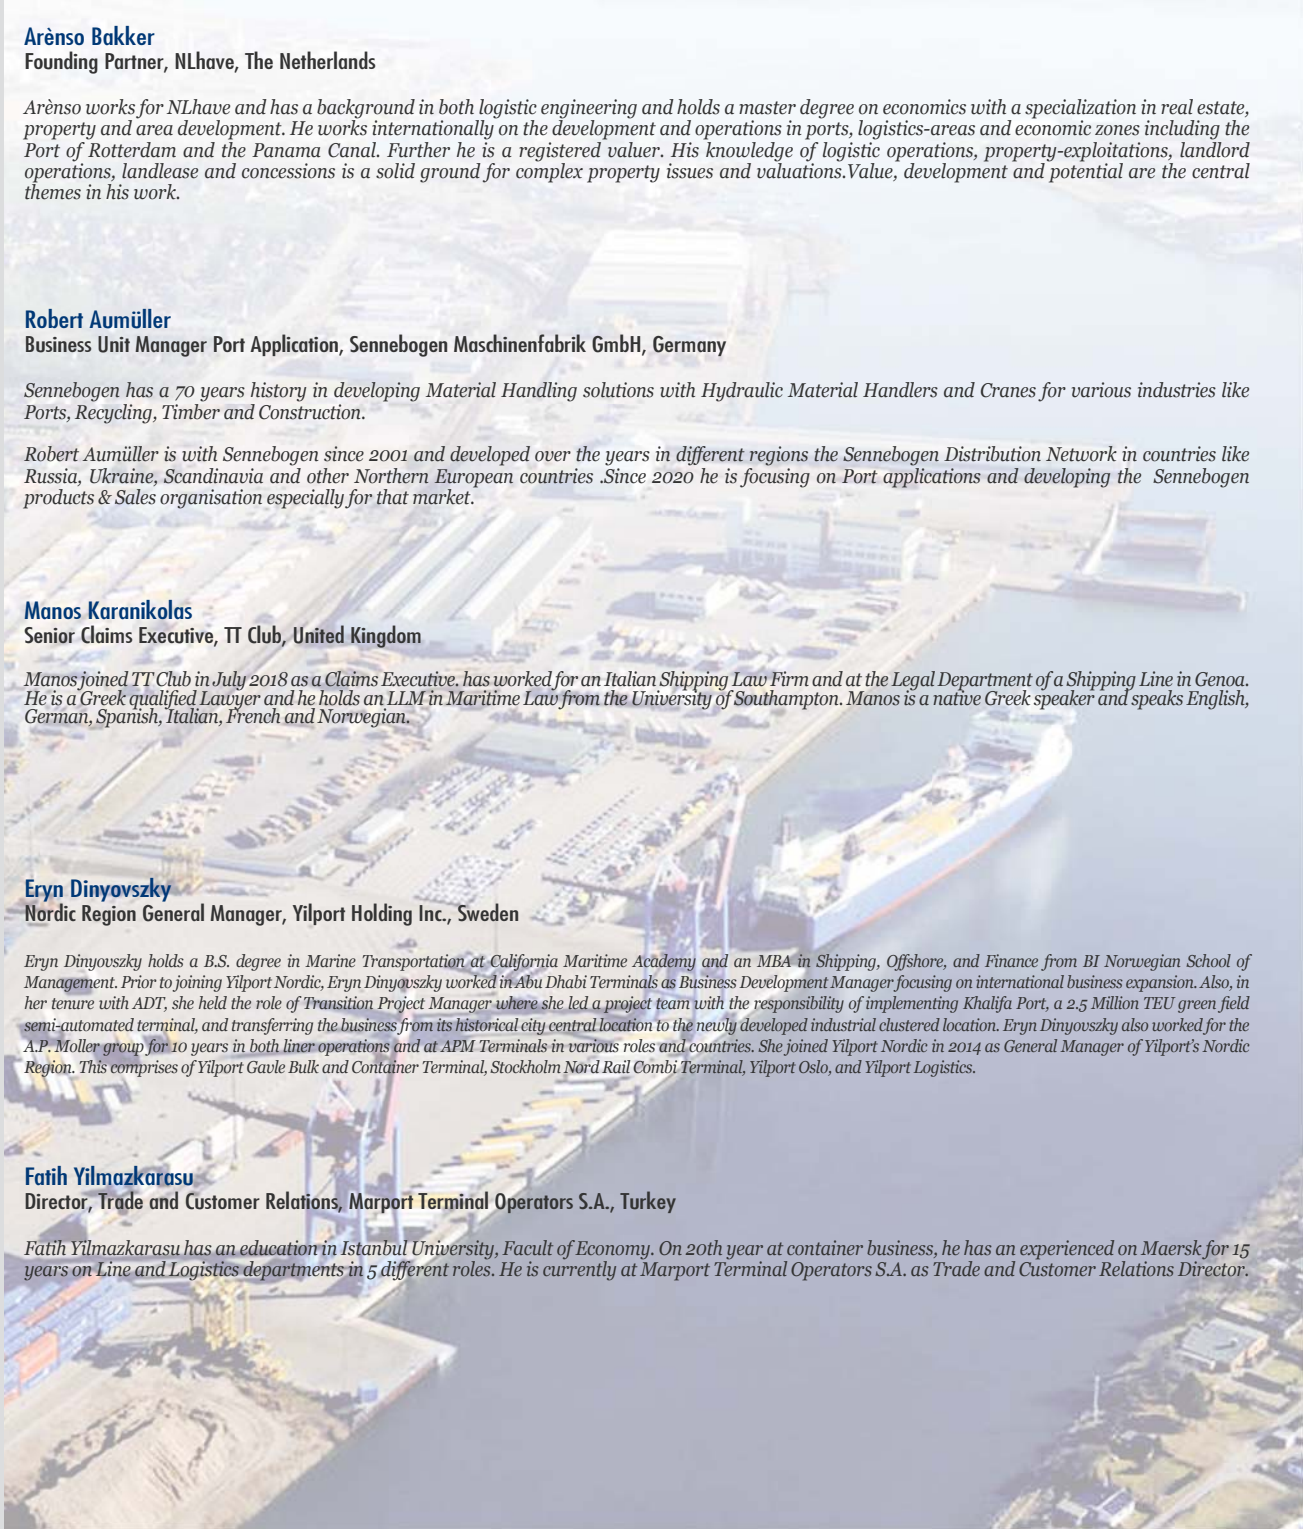 Arènso Bakker
Founding Partner, NLhave, The Netherlands
Arènso works for NLhave and has a background in both logistic engineering and holds a master degree on economics with a specialization in real estate,
property and area development. He works internationally on the development and operations in ports, logistics-areas and economic zones including the
Port of Rotterdam and the Panama Canal. Further he is a registered valuer. His knowledge of logistic operations, property-exploitations, landlord
operations, landlease and concessions is a solid ground for complex property issues and valuations.Value, development and potential are the central
themes in his work.
Robert Aumüller
Business Unit Manager Port Application, Sennebogen Maschinenfabrik GmbH, Germany
Sennebogen has a 70 years history in developing Material Handling solutions with Hydraulic Material Handlers and Cranes for various industries like
Ports, Recycling, Timber and Construction.
Robert Aumüller is with Sennebogen since 2001 and developed over the years in different regions the Sennebogen Distribution Network in countries like
Russia, Ukraine, Scandinavia and other Northern European countries .Since 2020 he is focusing on Port applications and developing the Sennebogen
products & Sales organisation especially for that market.
Manos Karanikolas
Senior Claims Executive, TT Club, United Kingdom
Manos joined TT Club in July 2018 as a Claims Executive. has worked for an Italian Shipping Law Firm and at the Legal Department of a Shipping Line in Genoa.
He is a Greek qualified Lawyer and he holds an LLM in Maritime Law from the University of Southampton. Manos is a native Greek speaker and speaks English,
German, Spanish, Italian, French and Norwegian.
Eryn Dinyovszky
Nordic Region General Manager, Yilport Holding Inc., Sweden
Eryn Dinyovszky holds a B.S. degree in Marine Transportation at California Maritime Academy and an MBA in Shipping, Offshore, and Finance from BI Norwegian School of
Management. Prior to joining Yilport Nordic, Eryn Dinyovszky worked in Abu Dhabi Terminals as Business Development Manager focusing on international business expansion. Also, in
her tenure with ADT, she held the role of Transition Project Manager where she led a project team with the responsibility of implementing Khalifa Port, a 2.5 Million TEU green field
semi-automated terminal, and transferring the business from its historical city central location to the newly developed industrial clustered location. Eryn Dinyovszky also worked for the
A.P. Moller group for 10 years in both liner operations and at APM Terminals in various roles and countries. She joined Yilport Nordic in 2014 as General Manager of Yilport's Nordic
Region. This comprises of Yilport Gavle Bulk and Container Terminal, Stockholm Nord Rail Combi Terminal, Yilport Oslo, and Yilport Logistics.
Fatih Yilmazkarasu
Director, Trade and Customer Relations, Marport Terminal Operators S.A., Turkey
Fatih Yilmazkarasu has an education in Istanbul University, Facult of Economy. On 20th year at container business, he has an experienced on Maersk for 15
years on Line and Logistics departments in 5 different roles. He is currently at Marport Terminal Operators S.A. as Trade and Customer Relations Director.